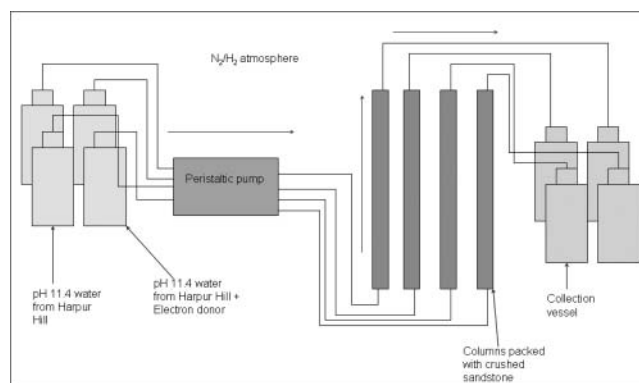 N₂/H₂ atmosphere
Peristaltic pump
pH 11.4 water
from Harpur
Hill
pH 11.4 water
from Harpur Hill +
Electron donor
Collection
vessel
Columns packed
with crushed
sandstone